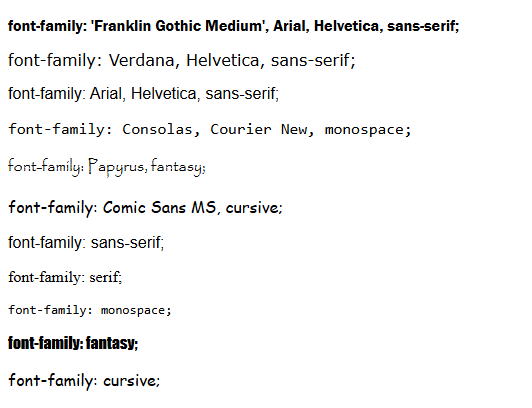 font-family: 'Franklin Gothic Medium', Arial, Helvetica, sans-serif;
font-family: Verdana, Helvetica, sans-serif;
font-family: Arial, Helvetica, sans-serif;
font-family: Consolas, Courier New, monospace;
font-family: Papyrus, fantasy;
font-family: Comic Sans MS, cursive;
font-family: sans-serif;
font-family: serif;
font-family: monospace;
font-family: fantasy;
font-family: cursive;